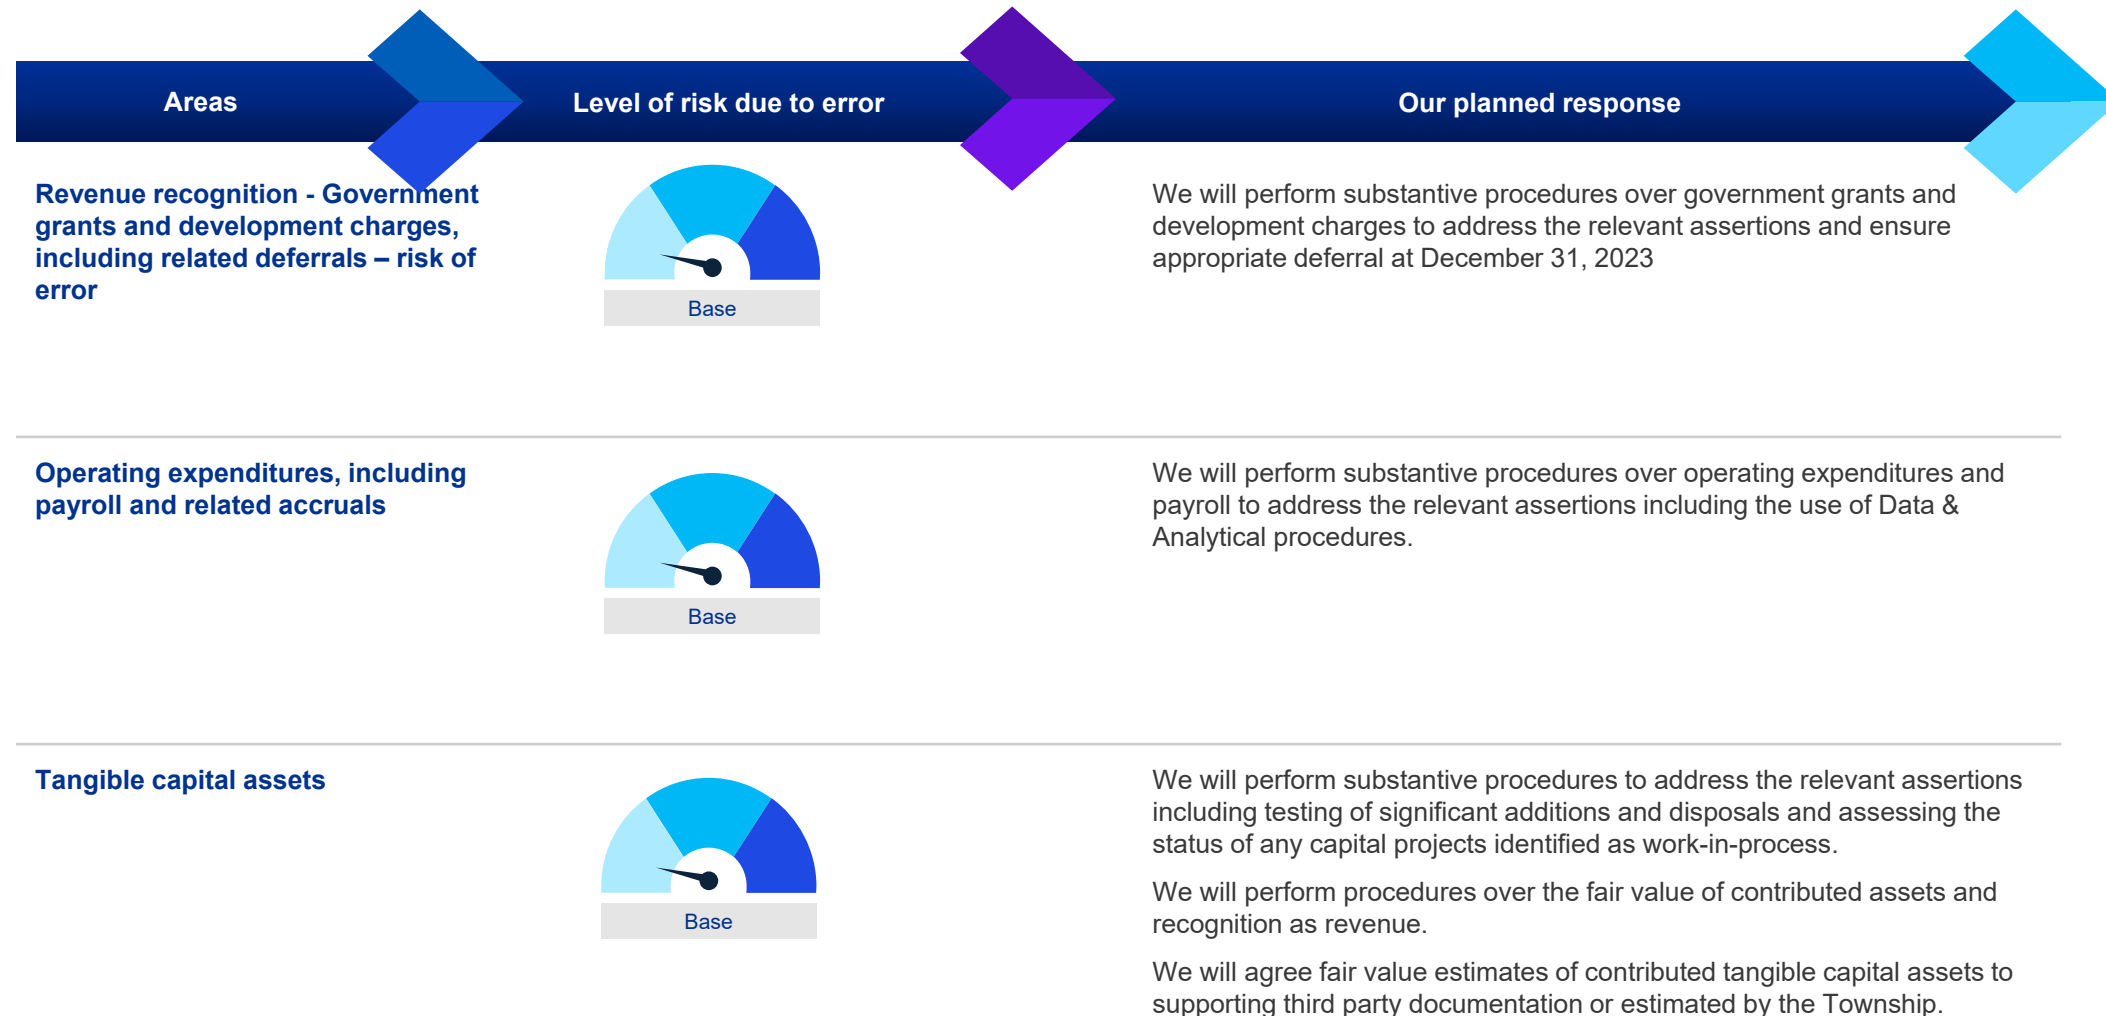 Areas
Level of risk due to error
Our planned response
Revenue recognition - Government
grants and development charges,
including related deferrals – risk of
error
Base
We will perform substantive procedures over government grants and
development charges to address the relevant assertions and ensure
appropriate deferral at December 31, 2023
Operating expenditures, including
payroll and related accruals
Base
We will perform substantive procedures over operating expenditures and
payroll to address the relevant assertions including the use of Data &
Analytical procedures.
Tangible capital assets
Base
We will perform substantive procedures to address the relevant assertions
including testing of significant additions and disposals and assessing the
status of any capital projects identified as work-in-process.
We will perform procedures over the fair value of contributed assets and
recognition as revenue.
We will agree fair value estimates of contributed tangible capital assets to
supporting third party documentation or estimated by the Township.